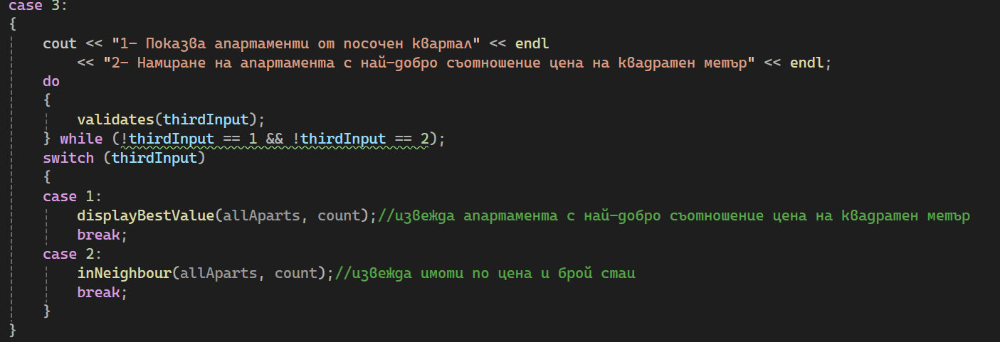 case 3:
{
    cout << "1- Показва апартаменти от посочен квартал" << endl
        << "2- Намиране на апартамента с най-добро съотношение цена на квадратен метър" << endl;
    do
    {
        validates(thirdInput);
    } while (!thirdInput == 1 && !thirdInput == 2);
    switch (thirdInput)
    {
    case 1:
        displayBestValue(allAparts, count);//извежда апартамента с най-добро съотношение цена на квадратен метър
        break;
    case 2:
        inNeighbour(allAparts, count);//извежда имоти по цена и брой стаи
        break;
    }
}